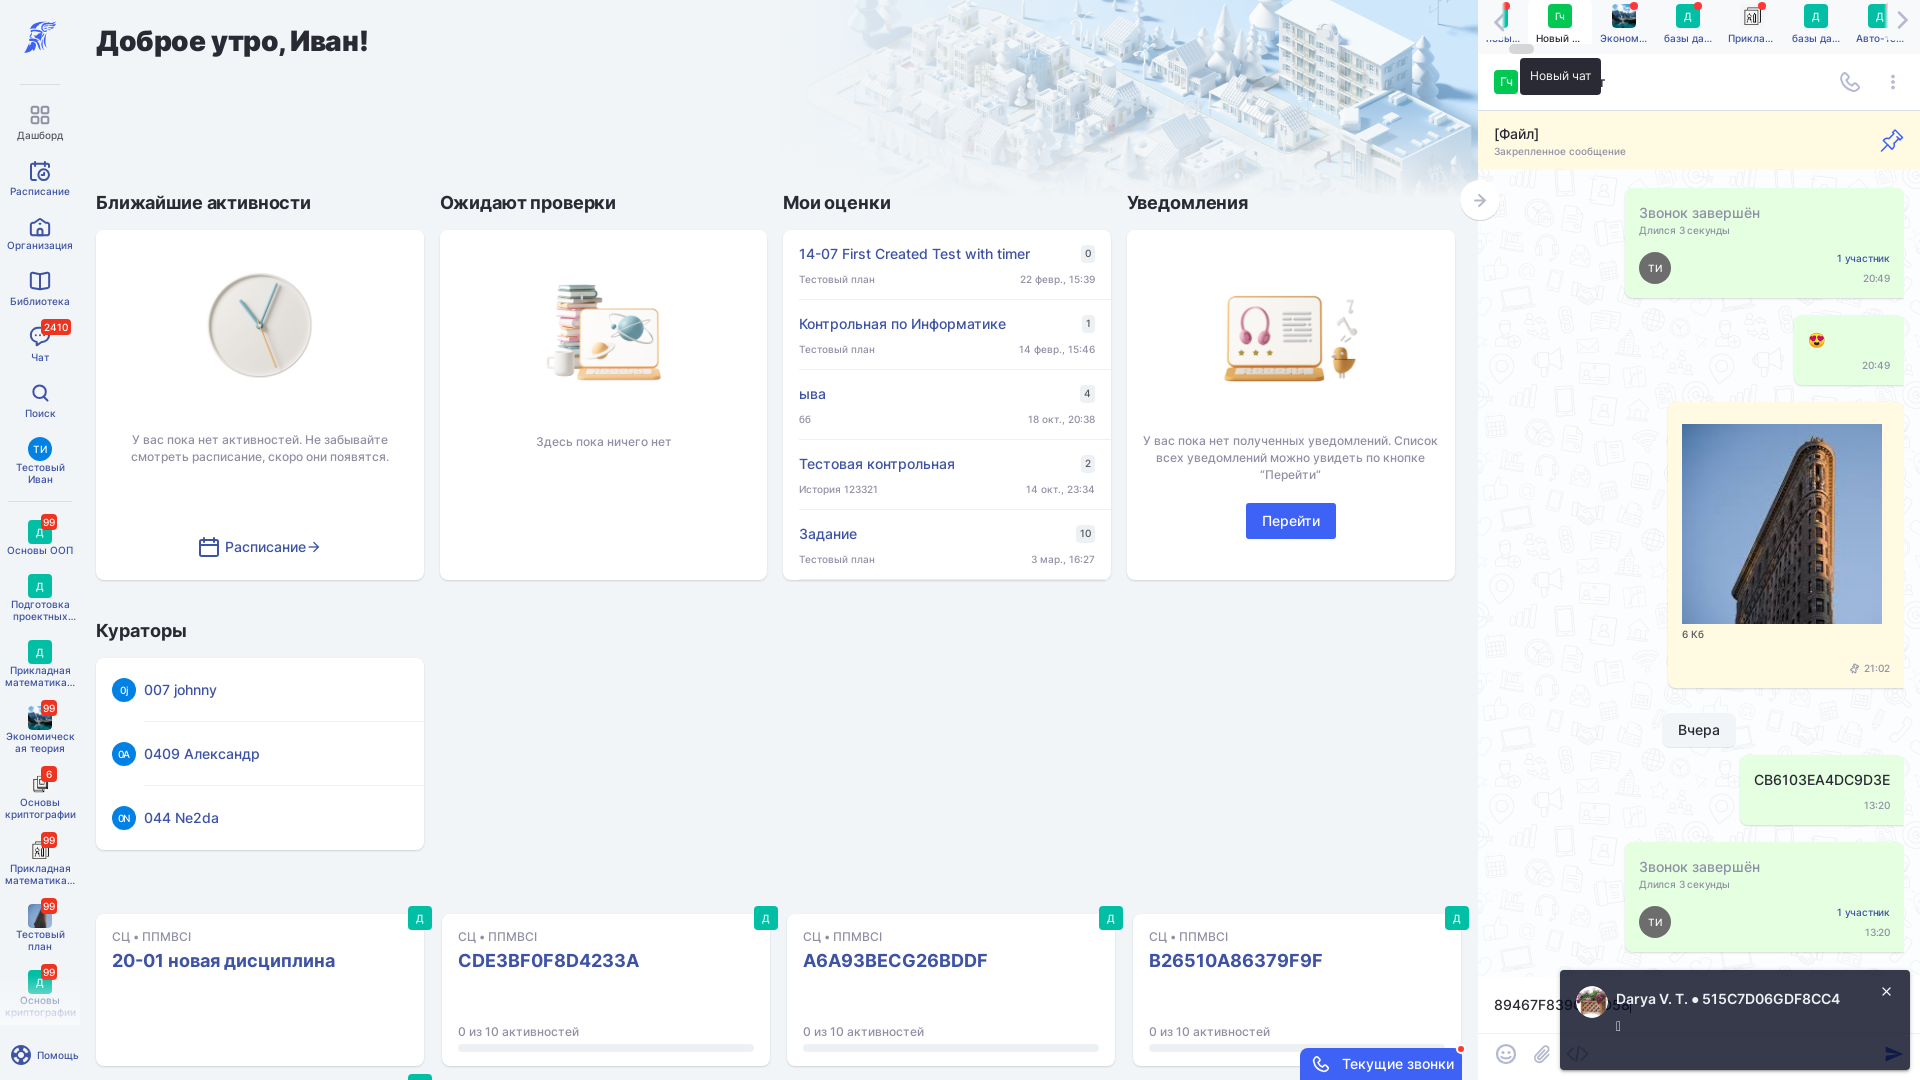 Доброе утро, Иван!
Дашборд
Расписание
Организация
Библиотека
2410
Чат
Поиск
ТИ
Тестовый
Иван
99
Д
Основы ООП
Д
Подготовка
проектных...
Д
Прикладная
математика...
99
Экономическ
ая теория
6
Основы
криптографии
99
Прикладная
математика...
99
Тестовый
план
99
Д
Основы
криптографии
Помощь
Ближайшие активности
У вас пока нет активностей. Не забывайте
смотреть расписание, скоро они появятся.
Расписание
Ожидают проверки
Здесь пока ничего нет
Мои оценки
14-07 First Created Test with timer
0
Тестовый план
22 февр., 15:39
Контрольная по Информатике
1
Тестовый план
14 февр., 15:46
ыва
4
бб
18 окт., 20:38
Тестовая контрольная
2
История 123321
14 окт., 23:34
Задание
10
Тестовый план
3 мар., 16:27
Уведомления
У вас пока нет полученных уведомлений. Список
всех уведомлений можно увидеть по кнопке
“Перейти”
Перейти
Кураторы
0j
007 johnny
0А
0409 Александр
0N
044 Ne2da
Д
СЦ • ППМВСІ
20-01 новая дисциплина
Д
СЦ • ППМВСІ
CDE3BF0F8D4233A
0 из 10 активностей
Д
СЦ • ППМВСІ
A6A93BECG26BDDF
0 из 10 активностей
Д
СЦ • ППМВСІ
B26510A86379F9F
0 из 10 активностей
Текущие звонки
Гч
Новый ...
Эконом...
Д
базы да...
Прикла...
Д
базы да...
Д
Гч
Новый чат
[Файл]
Закрепленное сообщение
Звонок завершён
Длился 3 секунды
ТИ
1 участник
20:49
😍
20:49
6 Кб
21:02
Вчера
CB6103EA4DC9D3E
13:20
Звонок завершён
Длился 3 секунды
ТИ
1 участник
13:20
Darya V. T. ● 515C7D06GDF8CC4